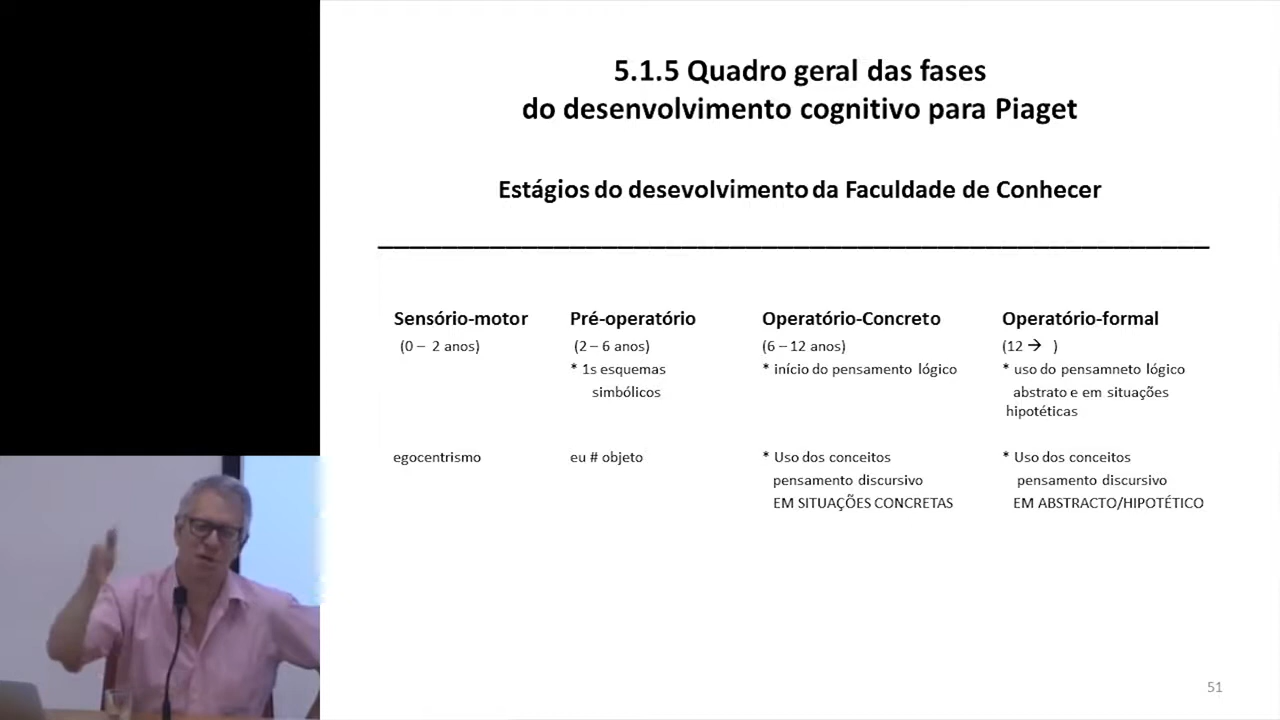 5.1.5 Quadro geral das fases
do desenvolvimento cognitivo para Piaget
Estágios do desevolvimento da Faculdade de Conhecer
Sensório-motor
(0 – 2 anos)
egocentrismo
Pré-operatório
(2 – 6 anos)
* 1s esquemas
simbólicos
eu # objeto
Operatório-Concreto
(6 – 12 anos)
* início do pensamento lógico
* Uso dos conceitos
pensamento discursivo
EM SITUAÇÕES CONCRETAS
Operatório-formal
(12 → )
* uso do pensamneto lógico
abstrato e em situações
hipotéticas
* Uso dos conceitos
pensamento discursivo
EM ABSTRACTO/HIPOTÉTICO
51